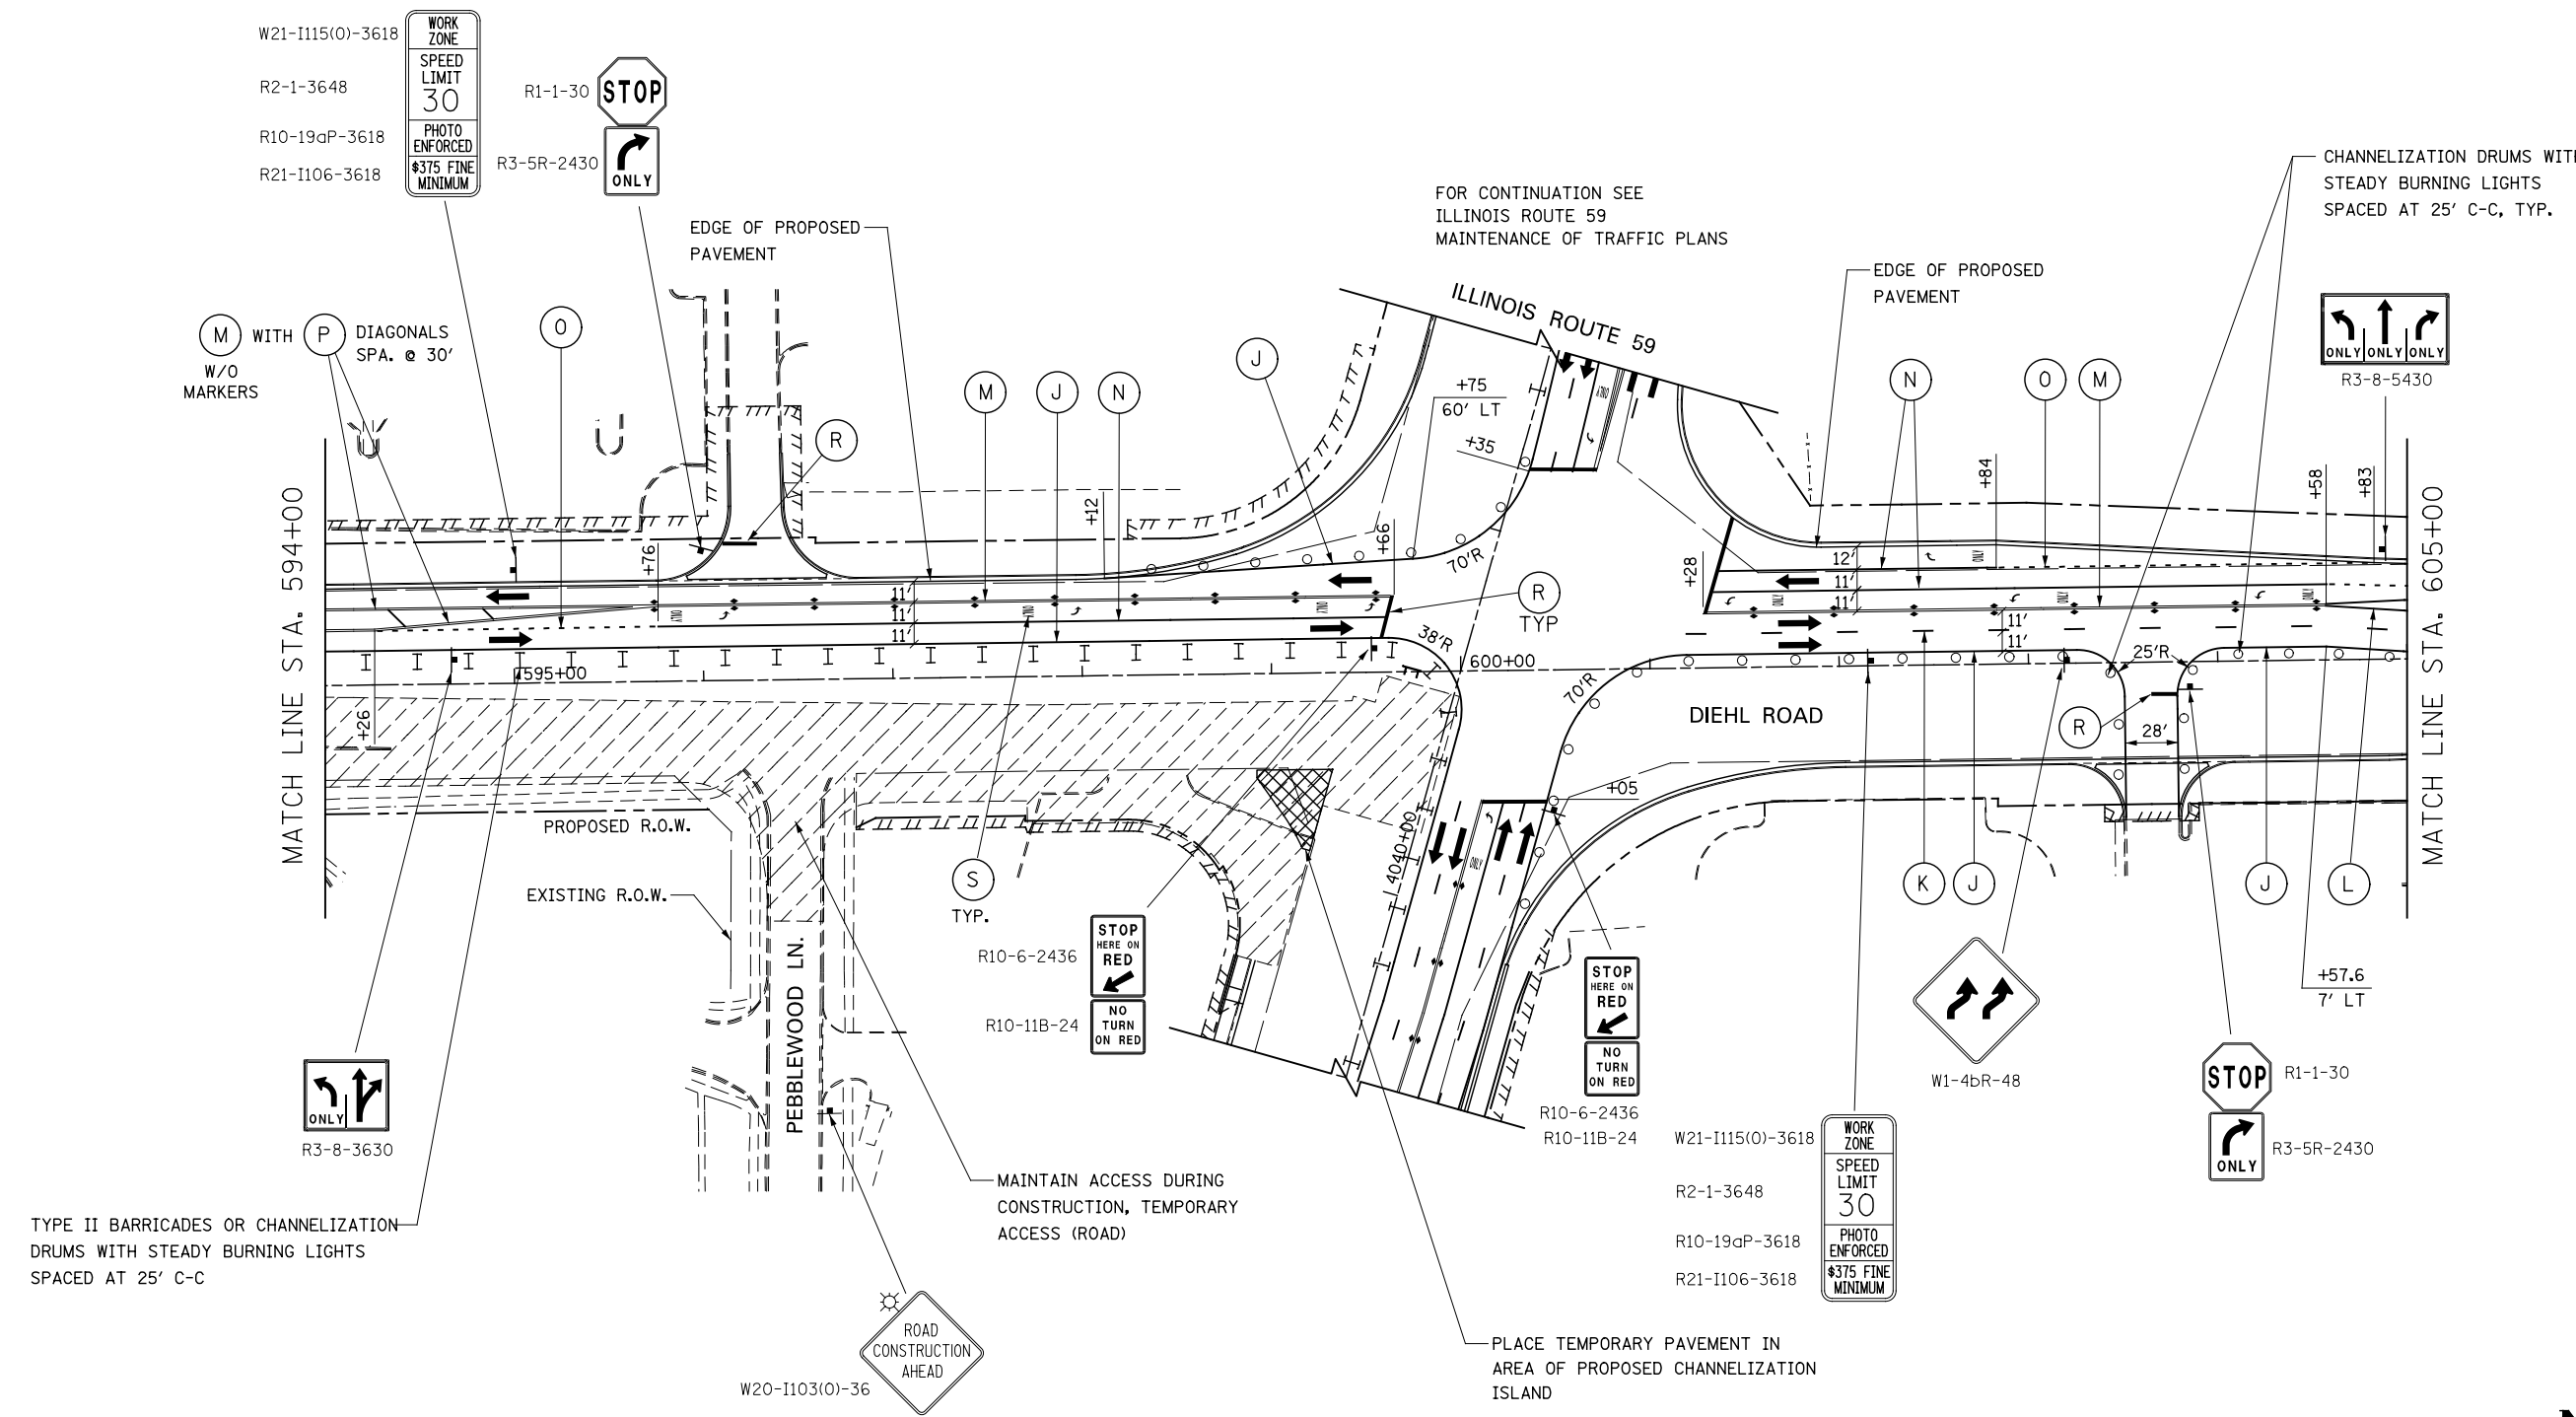 W21-I115(O)-3618
R2-1-3648
R10-19aP-3618
R21-I106-3618
WORK
ZONE
SPEED
LIMIT
30
PHOTO
ENFORCED
$375 FINE
MINIMUM
R1-1-30
STOP
R3-5R-2430
ONLY
EDGE OF PROPOSED
PAVEMENT
FOR CONTINUATION SEE
ILLINOIS ROUTE 59
MAINTENANCE OF TRAFFIC PLANS
CHANNELIZATION DRUMS WITH
STEADY BURNING LIGHTS
SPACED AT 25' C-C, TYP.
EDGE OF PROPOSED
PAVEMENT
ILLINOIS ROUTE 59
ONLY ONLY ONLY
R3-8-5430
M WITH P DIAGONALS
SPA. @ 30'
W/O
MARKERS
O
M
J
N
J
R
+75
60' LT
+35
N
O
M
+12
+66
+76
+84
+58
+83
+28
70'R
12'
11'
11'
11'
11'
11'
11'
11'
ONLY
ONLY
ONLY
ONLY
ONLY
ONLY
ONLY
ONLY
R
TYP
38'R
600+00
595+00
+26
70'R
25'R
28'
R
DIEHL ROAD
MATCH LINE STA. 594+00
MATCH LINE STA. 605+00
PROPOSED R.O.W.
EXISTING R.O.W.
+05
4040+00
ONLY
S
TYP.
K
J
J
L
PEBBLEWOOD LN.
R10-6-2436
STOP
HERE ON
RED
R10-11B-24
NO
TURN
ON RED
STOP
HERE ON
RED
NO
TURN
ON RED
R10-6-2436
R10-11B-24
+57.6
7' LT
W1-4bR-48
STOP
R1-1-30
ONLY
R3-5R-2430
ONLY
R3-8-3630
W21-I115(O)-3618
R2-1-3648
R10-19aP-3618
R21-I106-3618
WORK
ZONE
SPEED
LIMIT
30
PHOTO
ENFORCED
$375 FINE
MINIMUM
MAINTAIN ACCESS DURING
CONSTRUCTION, TEMPORARY
ACCESS (ROAD)
TYPE II BARRICADES OR CHANNELIZATION
DRUMS WITH STEADY BURNING LIGHTS
SPACED AT 25' C-C
ROAD
CONSTRUCTION
AHEAD
W20-I103(O)-36
PLACE TEMPORARY PAVEMENT IN
AREA OF PROPOSED CHANNELIZATION
ISLAND